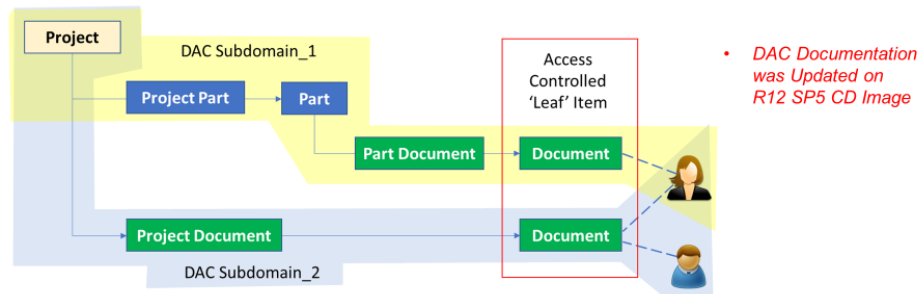 Project
DAC Subdomain_1
Access
Controlled
'Leaf' Item
• DAC Documentation
was Updated on
R12 SP5 CD Image
Project Part
Part
Part Document
Document
Project Document
Document
DAC Subdomain_2